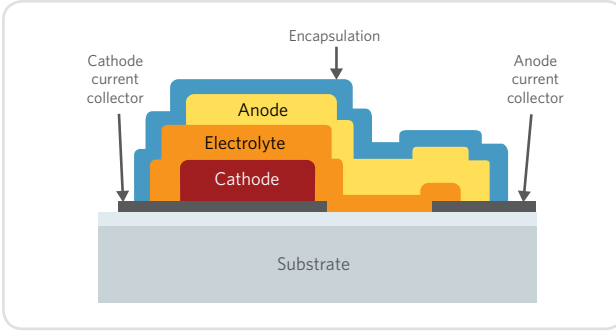 Encapsulation
Cathode
current
collector
Anode
current
collector
Anode
Electrolyte
Cathode
Substrate